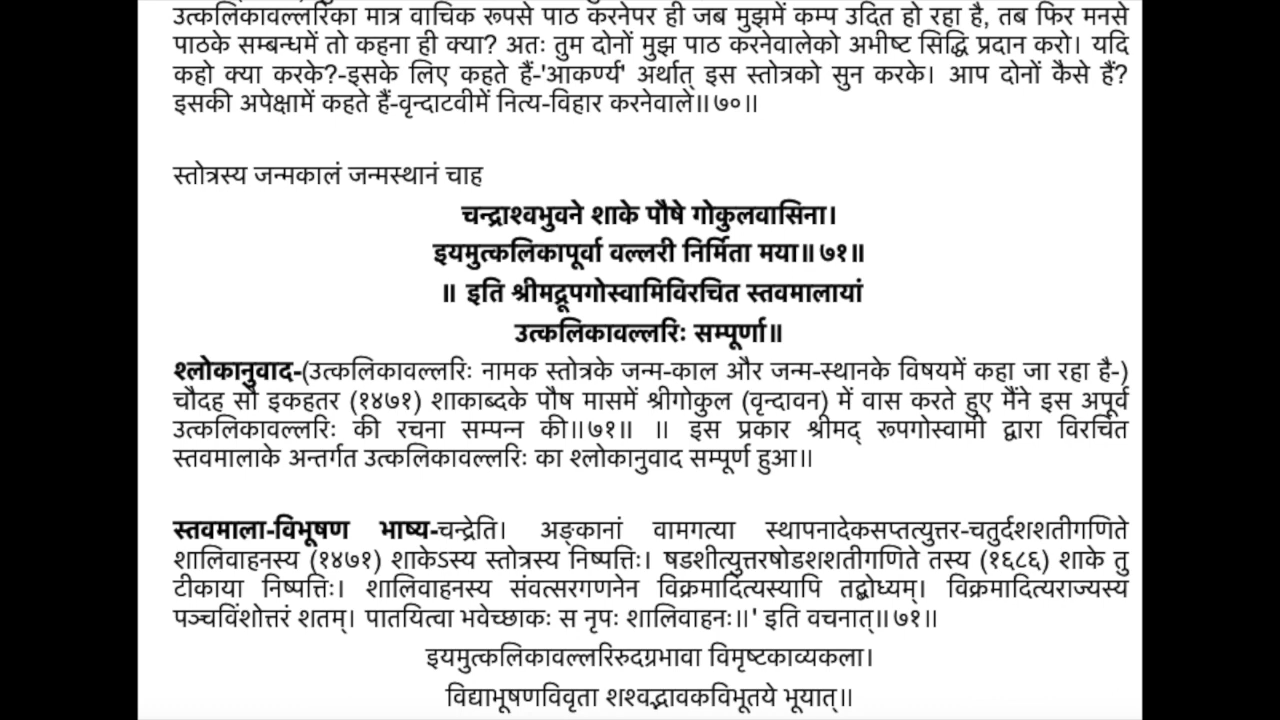 उत्कलिकावल्लरिका मात्र वाचिक रूपसे पाठ करनेपर ही जब मुझमें कम्प उदित हो रहा है, तब फिर मनसे
पाठके सम्बन्धमें तो कहना ही क्या? अतः तुम दोनों मुझ पाठ करनेवालेको अभीष्ट सिद्धि प्रदान करो। यदि
कहो क्या करके?-इसके लिए कहते हैं-'आकर्ण्य' अर्थात् इस स्तोत्रको सुन करके। आप दोनों कैसे हैं?
इसकी अपेक्षामें कहते हैं-वृन्दाटवीमें नित्य-विहार करनेवाले॥७०॥
स्तोत्रस्य जन्मकालं जन्मस्थानं चाह
चन्द्राश्वभुवने शाके पौषे गोकुलवासिना।
इयमुत्कलिकापूर्वा वल्लरी निर्मिता मया॥७१॥
॥ इति श्रीमद्रूपगोस्वामिविरचित स्तवमालायां
उत्कलिकावल्लरिः सम्पूर्णा॥
श्लोकानुवाद-(उत्कलिकावल्लरिः नामक स्तोत्रके जन्म-काल और जन्म-स्थानके विषयमें कहा जा रहा है-)
चौदह सौ इकहतर (१४७१) शाकाब्दके पौष मासमें श्रीगोकुल (वृन्दावन) में वास करते हुए मैंने इस अपूर्व
उत्कलिकावल्लरिः की रचना सम्पन्न की॥७१॥ ॥ इस प्रकार श्रीमद् रूपगोस्वामी द्वारा विरचित
स्तवमालाके अन्तर्गत उत्कलिकावल्लरिः का श्लोकानुवाद सम्पूर्ण हुआ॥
स्तवमाला-विभूषण भाष्य-चन्द्रेति। अङ्कानां वामगत्या स्थापनादेकसप्तत्युत्तर-चतुर्दशशतीगणिते
शालिवाहनस्य (१४७१) शाकेऽस्य स्तोत्रस्य निष्पत्तिः। षडशीत्युत्तरषोडशशतीगणिते तस्य (१६८६) शाके तु
टीकाया निष्पत्तिः। शालिवाहनस्य संवत्सरगणनेन विक्रमादित्यस्यापि तद्बोध्यम्। विक्रमादित्यराज्यस्य
पञ्चविंशोत्तरं शतम्। पातयित्वा भवेच्छाकः स नृपः शालिवाहनः॥' इति वचनात्॥७१॥
इयमुत्कलिकावल्लरिरुदग्रभावा विमृष्टकाव्यकला।
विद्याभूषणविवृता शश्वद्भावकविभूतये भूयात्॥